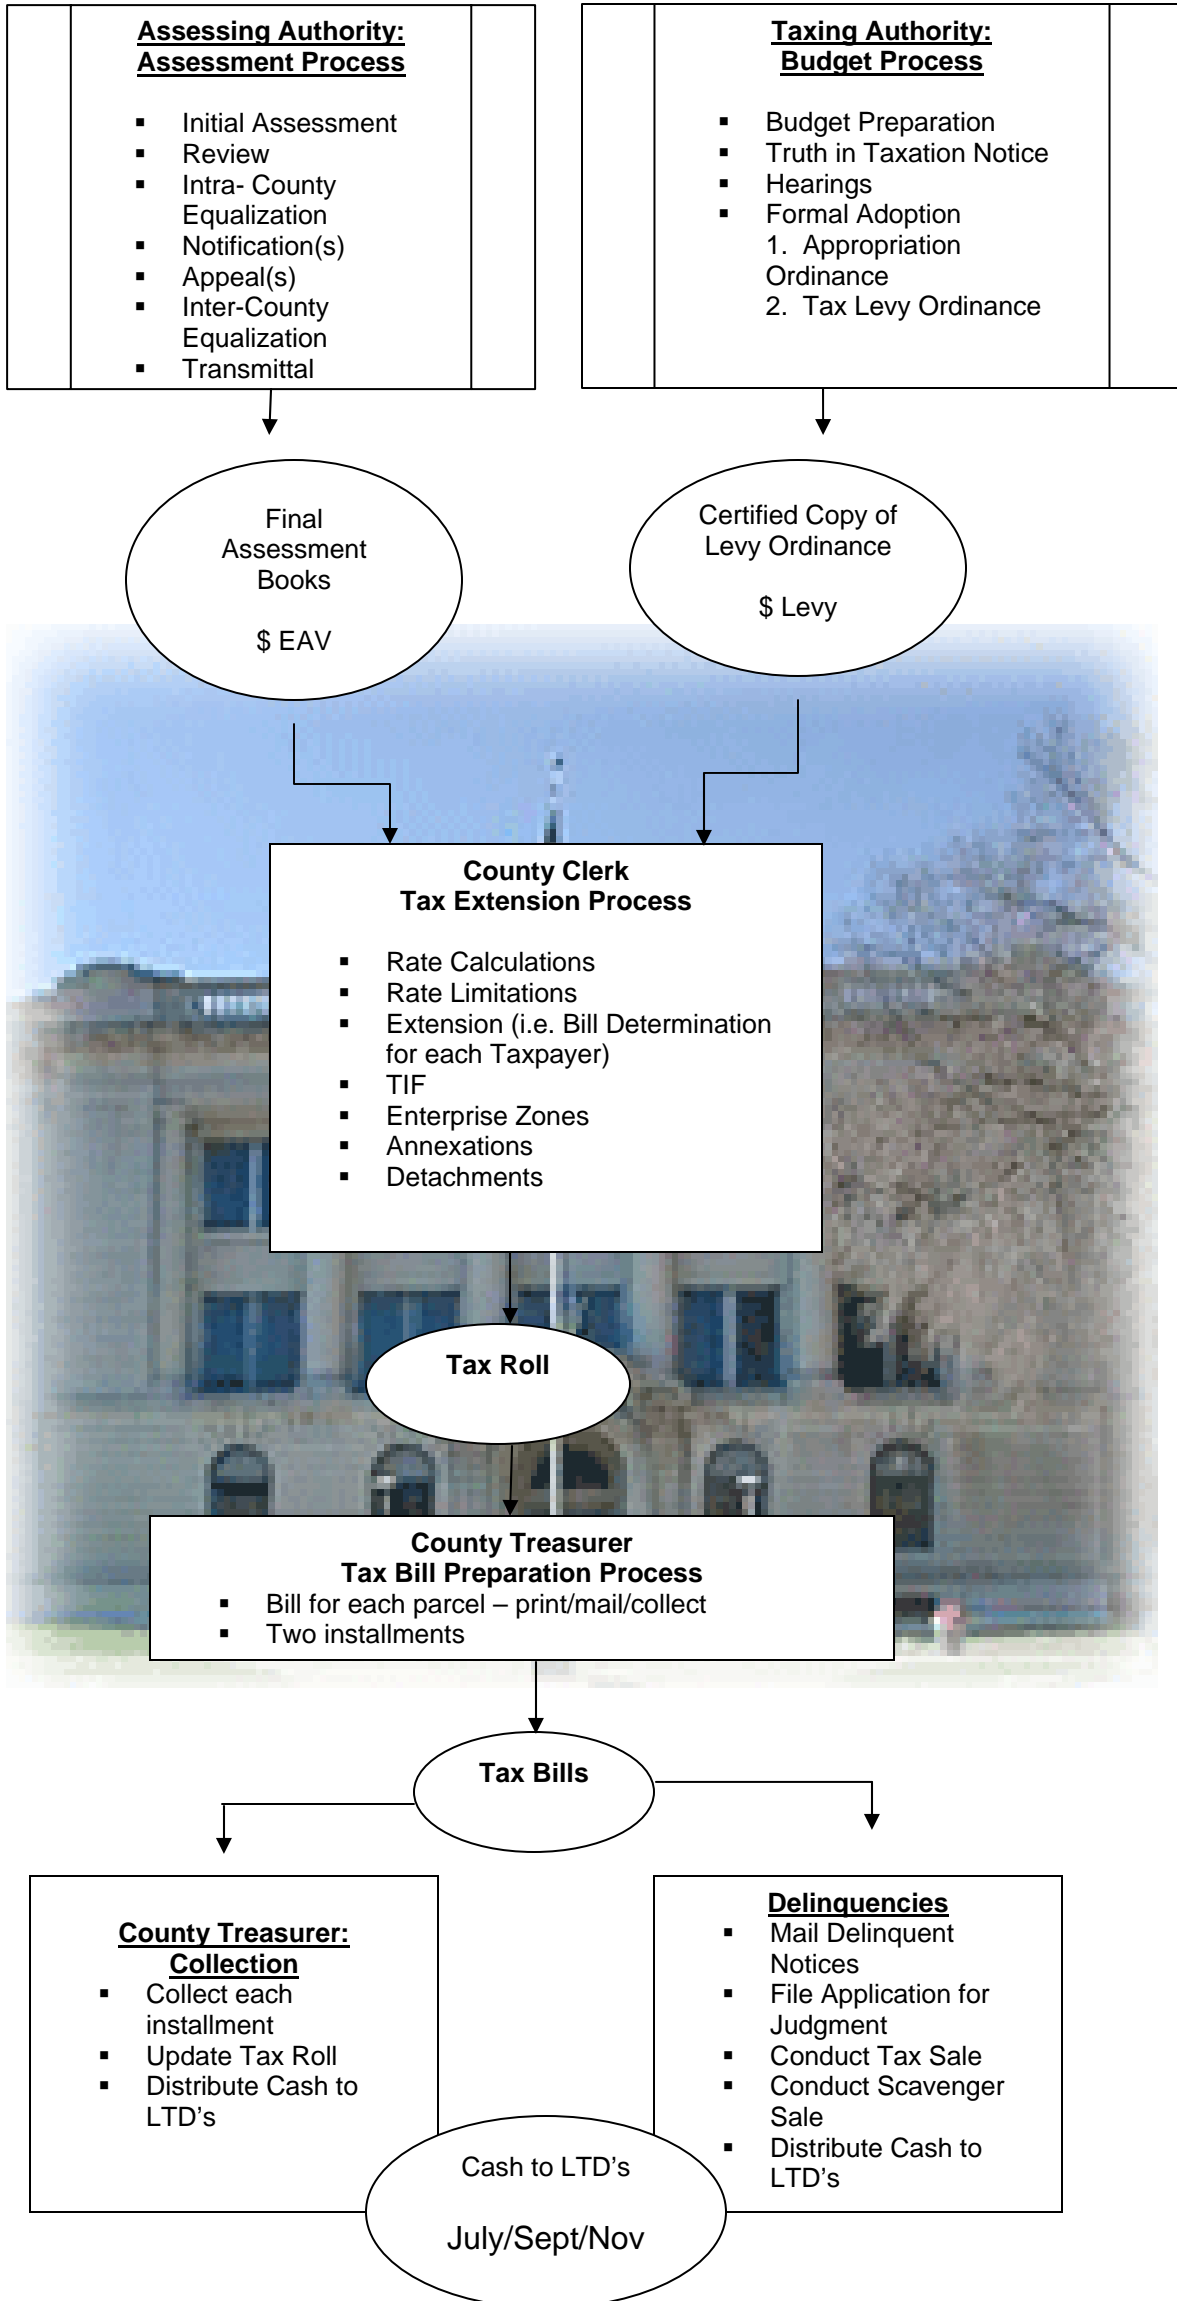 Assessing Authority:
Assessment Process
▪ Initial Assessment
▪ Review
▪ Intra- County
Equalization
▪ Notification(s)
▪ Appeal(s)
▪ Inter-County
Equalization
▪ Transmittal
Taxing Authority:
Budget Process
▪ Budget Preparation
▪ Truth in Taxation Notice
▪ Hearings
▪ Formal Adoption
1. Appropriation
Ordinance
2. Tax Levy Ordinance
Final
Assessment
Books
$ EAV
Certified Copy of
Levy Ordinance
$ Levy
County Clerk
Tax Extension Process
▪ Rate Calculations
▪ Rate Limitations
▪ Extension (i.e. Bill Determination
for each Taxpayer)
▪ TIF
▪ Enterprise Zones
▪ Annexations
▪ Detachments
Tax Roll
County Treasurer
Tax Bill Preparation Process
▪ Bill for each parcel – print/mail/collect
▪ Two installments
Tax Bills
County Treasurer:
Collection
▪ Collect each
installment
▪ Update Tax Roll
▪ Distribute Cash to
LTD's
Delinquencies
▪ Mail Delinquent
Notices
▪ File Application for
Judgment
▪ Conduct Tax Sale
▪ Conduct Scavenger
Sale
▪ Distribute Cash to
LTD's
Cash to LTD's
July/Sept/Nov